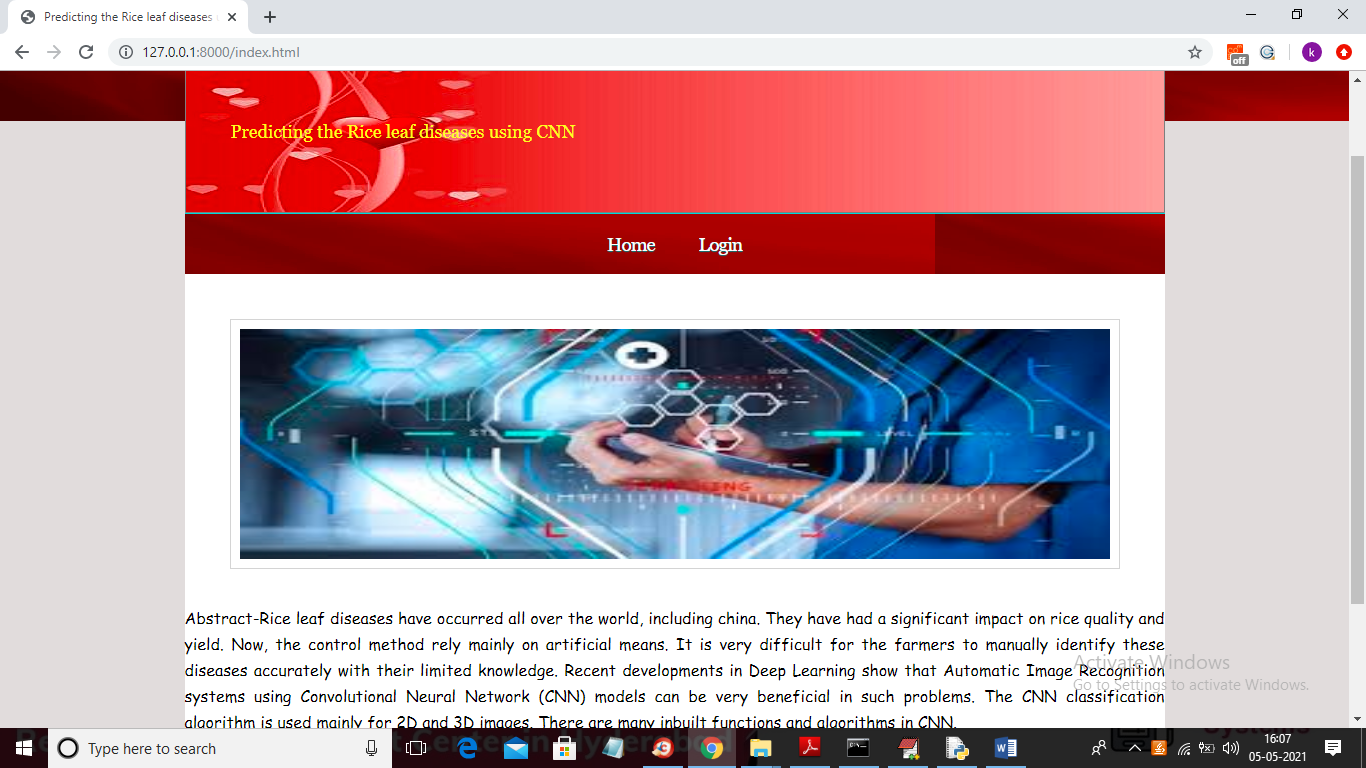 Predicting the Rice leaf diseases
127.0.0.1:8000/index.html
off
k
Predicting the Rice leaf diseases using CNN
Home Login
Abstract-Rice leaf diseases have occurred all over the world, including china. They have had a significant impact on rice quality and
yield. Now, the control method rely mainly on artificial means. It is very difficult for the farmers to manually identify these
diseases accurately with their limited knowledge. Recent developments in Deep Learning show that Automatic Image Recognition
systems using Convolutional Neural Network (CNN) models can be very beneficial in such problems. The CNN classification
algorithm is used mainly for 2D and 3D images. There are many inbuilt functions and algorithms in CNN.
Activate Windows
Go to Settings to activate Windows.
Type here to search
16:07
05-05-2021